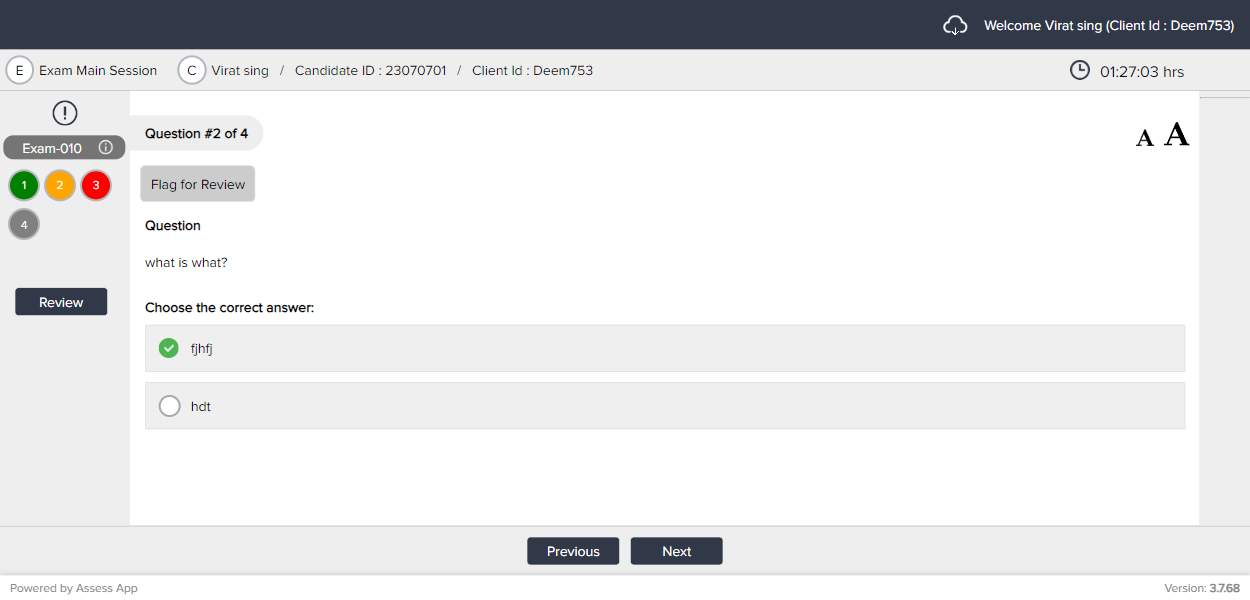 Welcome Virat sing (Client Id : Deem753)
E Exam Main Session C Virat sing / Candidate ID : 23070701 / Client Id : Deem753 01:27:03 hrs
!
Exam-010 i
1 2 3
4
Review
Question #2 of 4
A A
Flag for Review
Question
what is what?
Choose the correct answer:
fjhfj
hdt
Previous Next
Powered by Assess App Version: 3.7.68